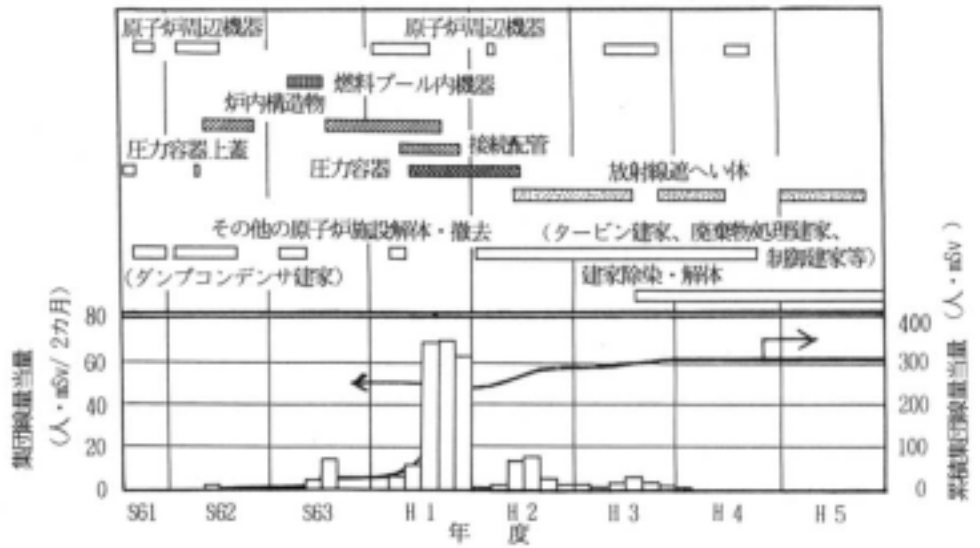 原子炉周辺機器
原子炉周辺機器
燃料プール内機器
炉内構造物
接続配管
圧力容器上蓋
圧力容器
放射線遮へい体
その他の原子炉施設解体・撤去
(タービン建家、廃棄物処理建家、
制御建家等)
(ダンプコンデンサ建家)
建家除染・解体
集団線量当量
(人・mSv/2カ月)
80
60
40
20
0
400
300
200
100
0
累積集団線量当量
(人・mSv)
S61 S62 S63 H1 H2 H3 H4 H5
年 度